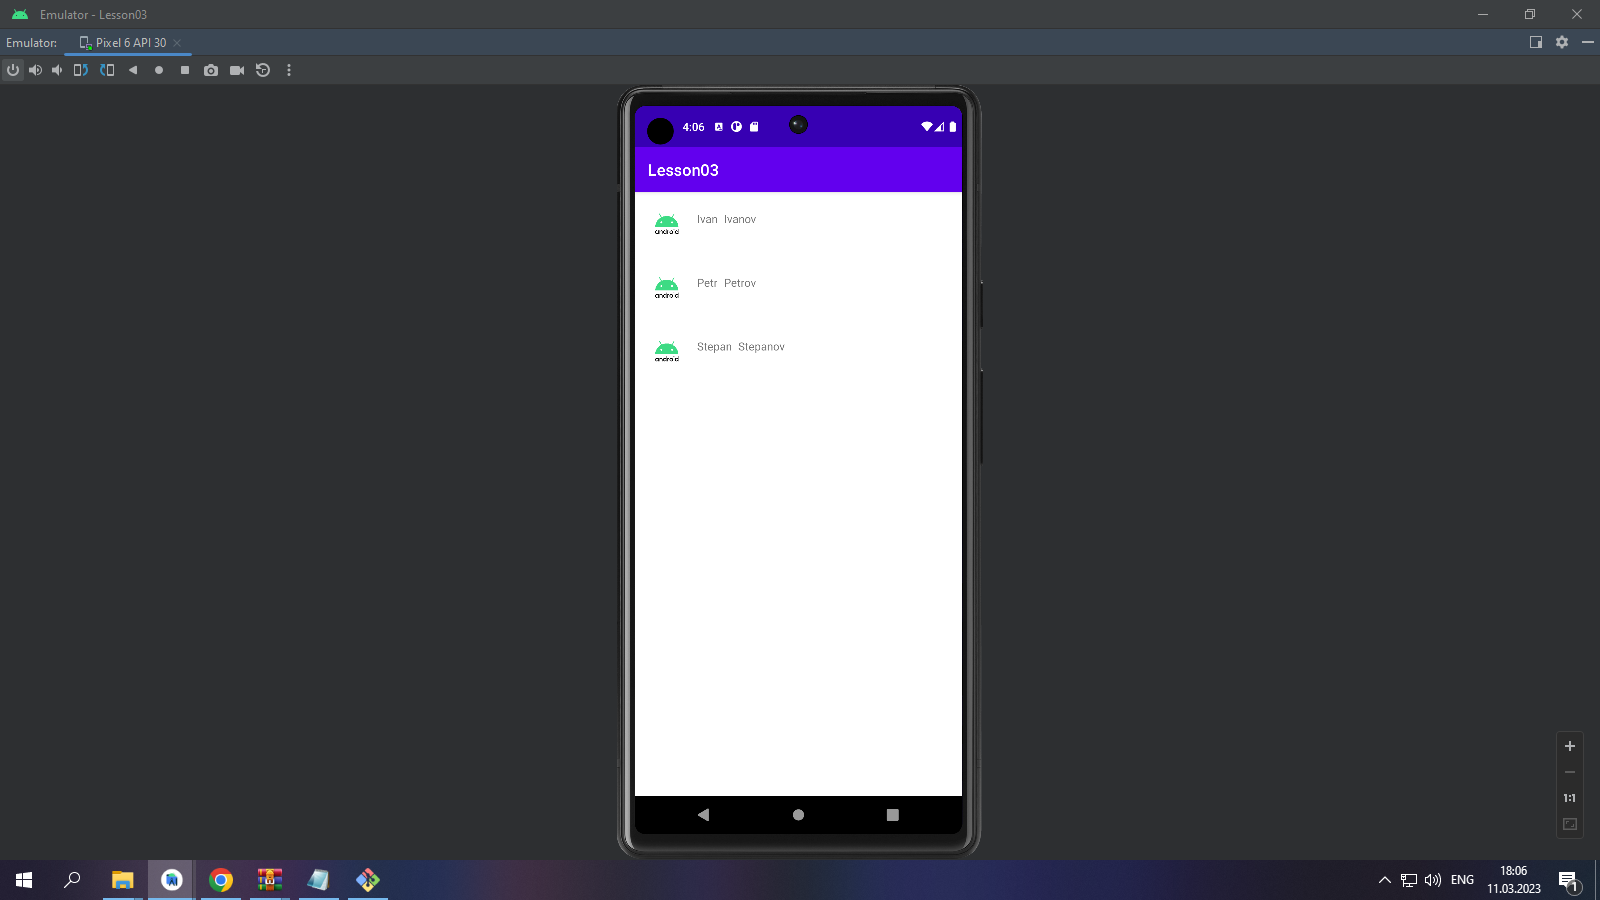 Emulator - Lesson03
Emulator:
Pixel 6 API 30
4:06
Lesson03
android
Ivan Ivanov
android
Petr Petrov
android
Stepan Stepanov
1:1
ENG
18:06
11.03.2023
1